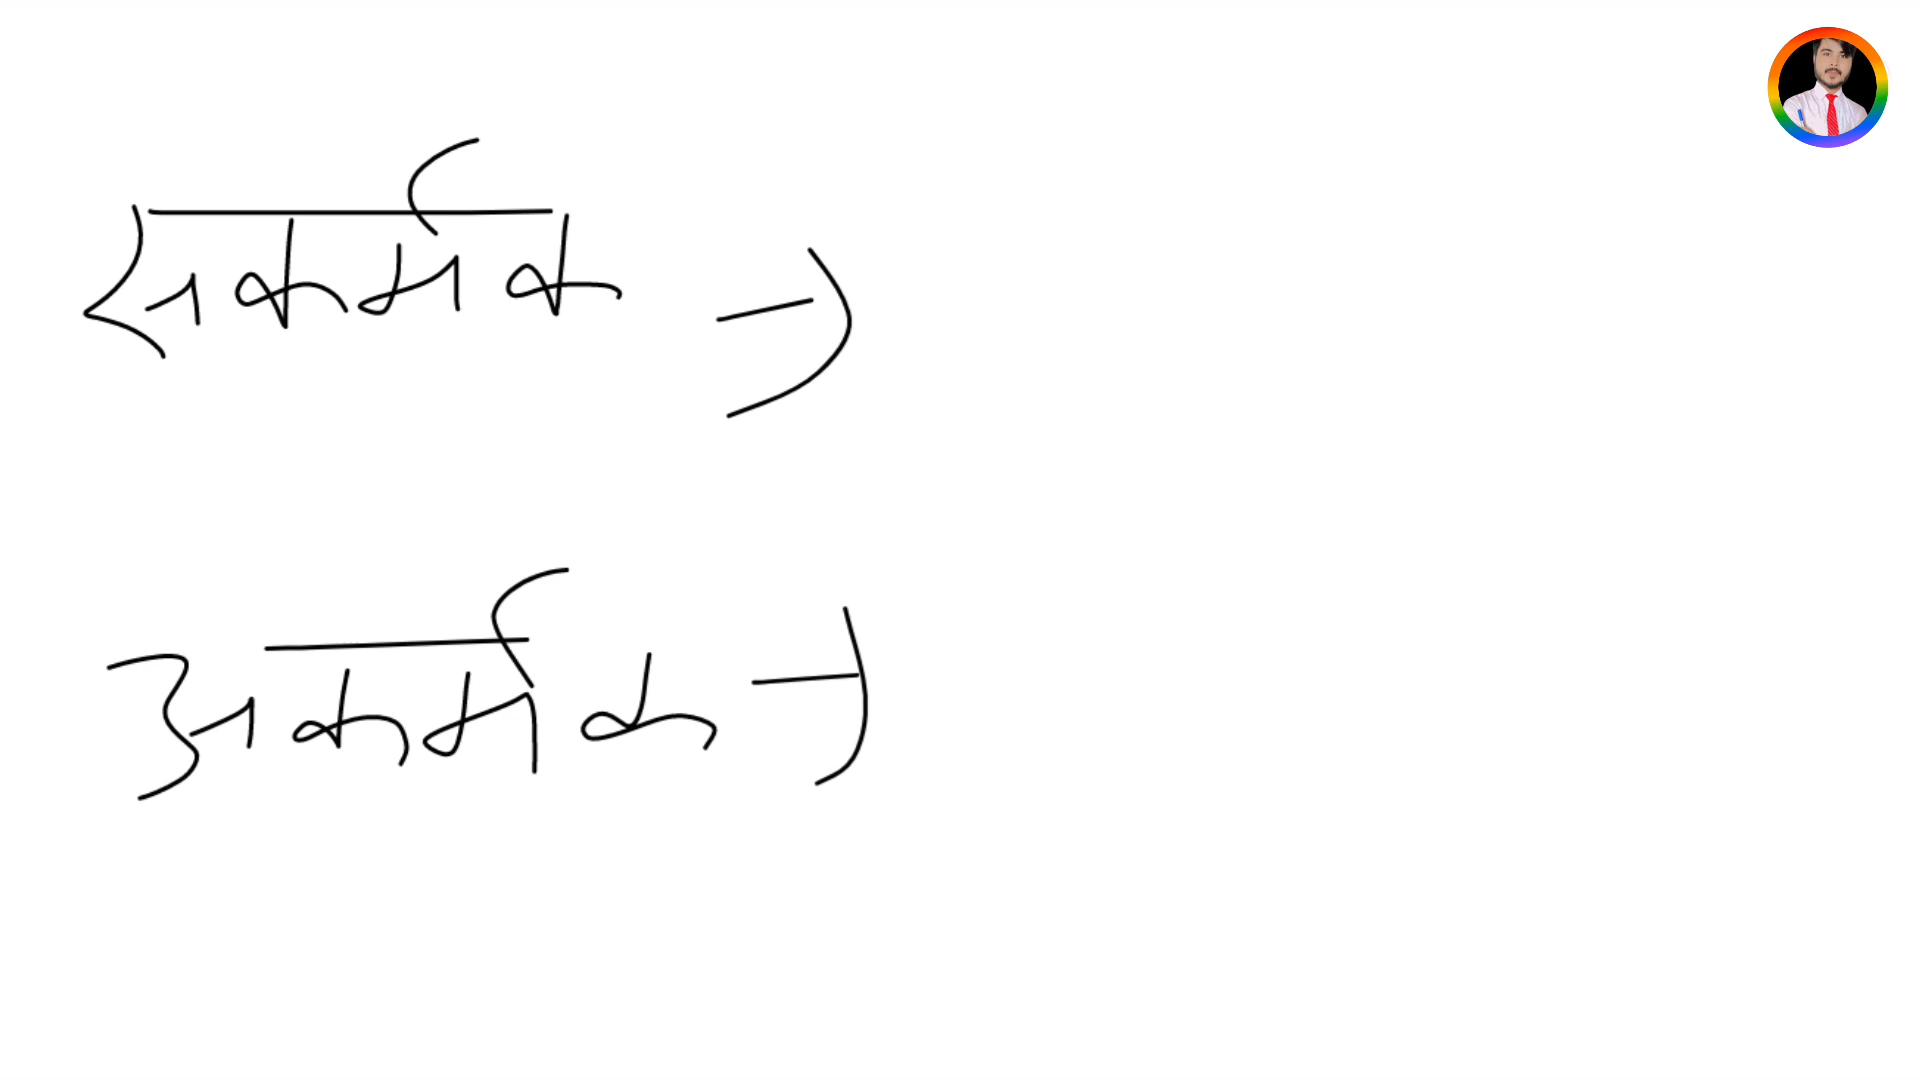 सकर्मक →
अकर्मक →